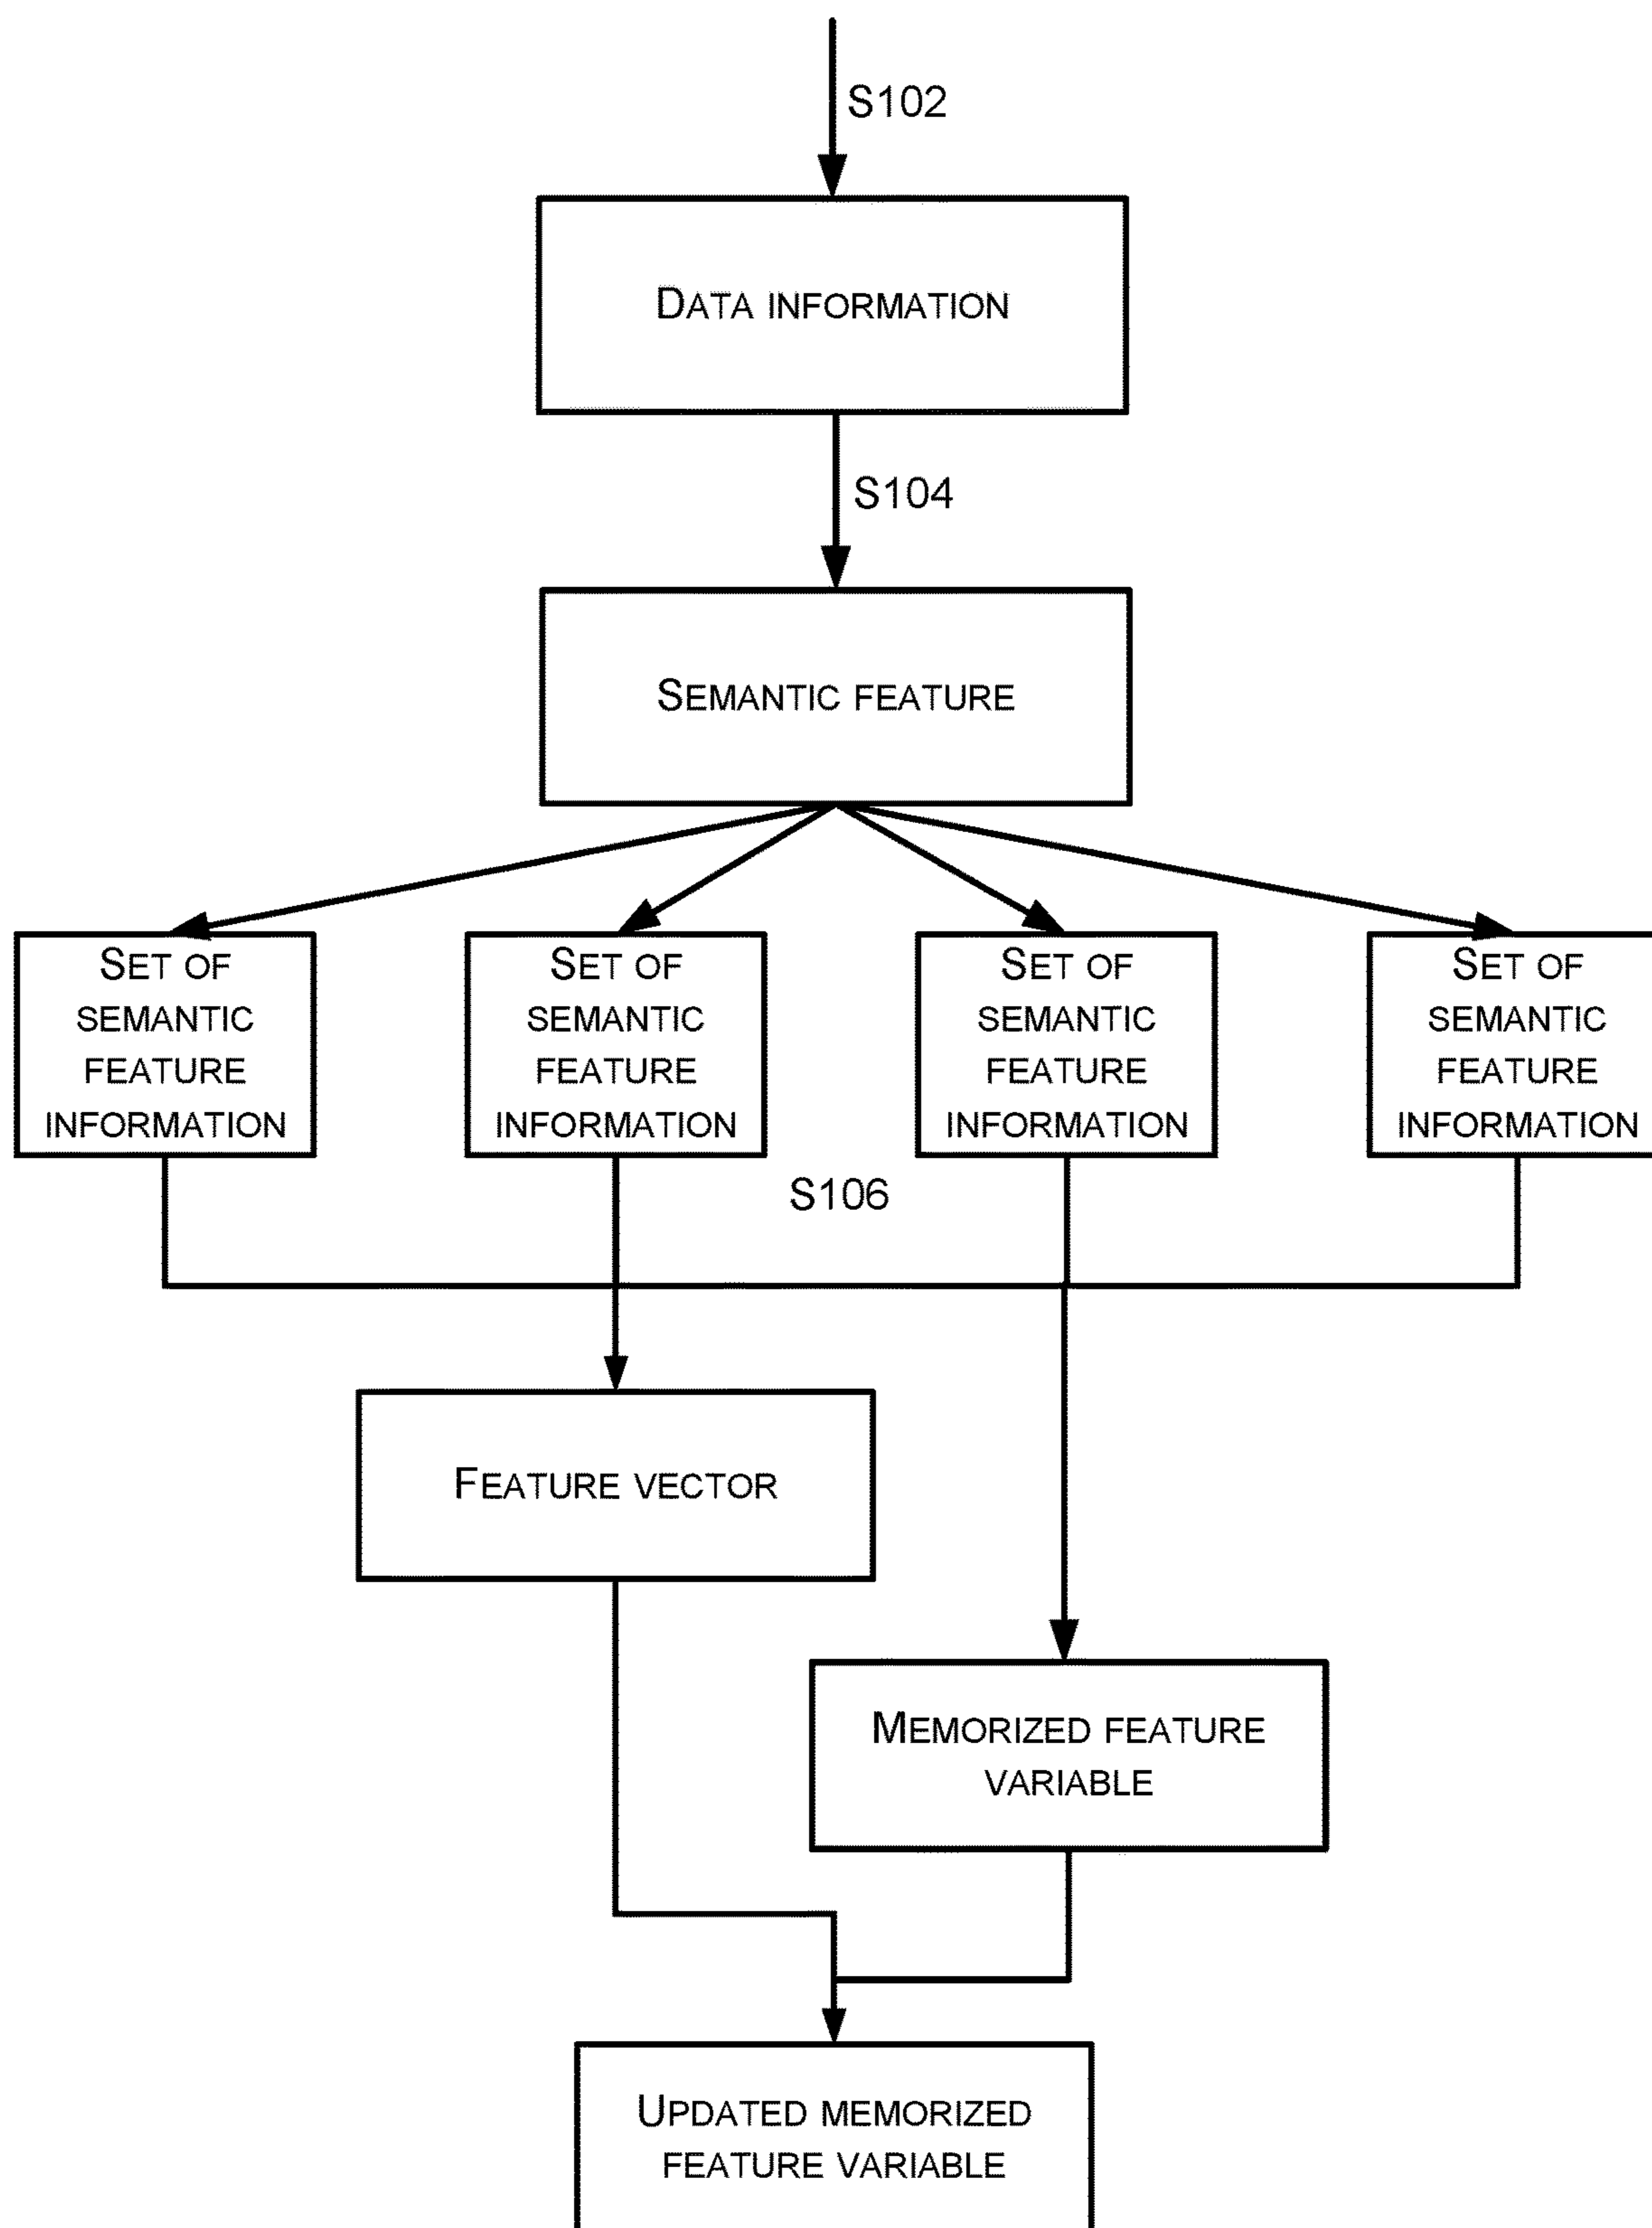 S102
DATA INFORMATION
S104
SEMANTIC FEATURE
SET OF
SEMANTIC
FEATURE
INFORMATION
SET OF
SEMANTIC
FEATURE
INFORMATION
SET OF
SEMANTIC
FEATURE
INFORMATION
SET OF
SEMANTIC
FEATURE
INFORMATION
S106
FEATURE VECTOR
MEMORIZED FEATURE
VARIABLE
UPDATED MEMORIZED
FEATURE VARIABLE